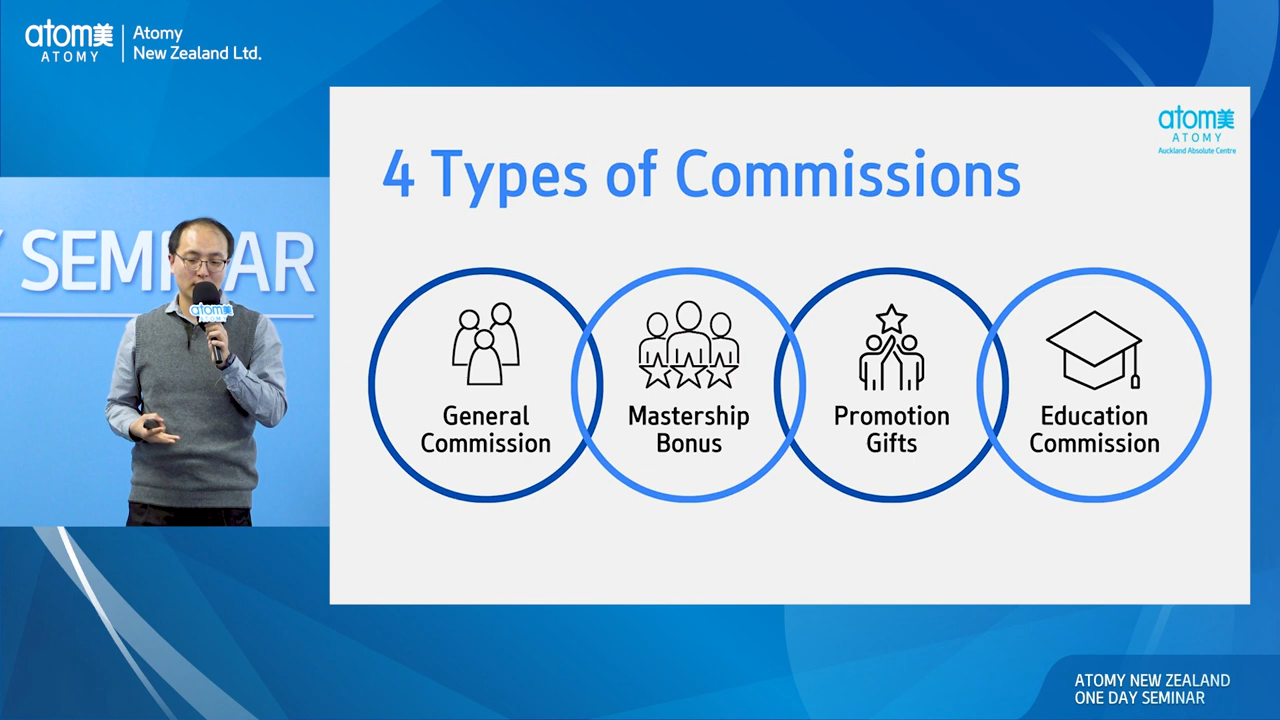 atom美
ATOMY
Atomy
New Zealand Ltd.
SEMINAR
atom美
ATOMY
atom美
ATOMY
Auckland Absolute Centre
4 Types of Commissions
General
Commission
Mastership
Bonus
Promotion
Gifts
Education
Commission
ATOMY NEW ZEALAND
ONE DAY SEMINAR